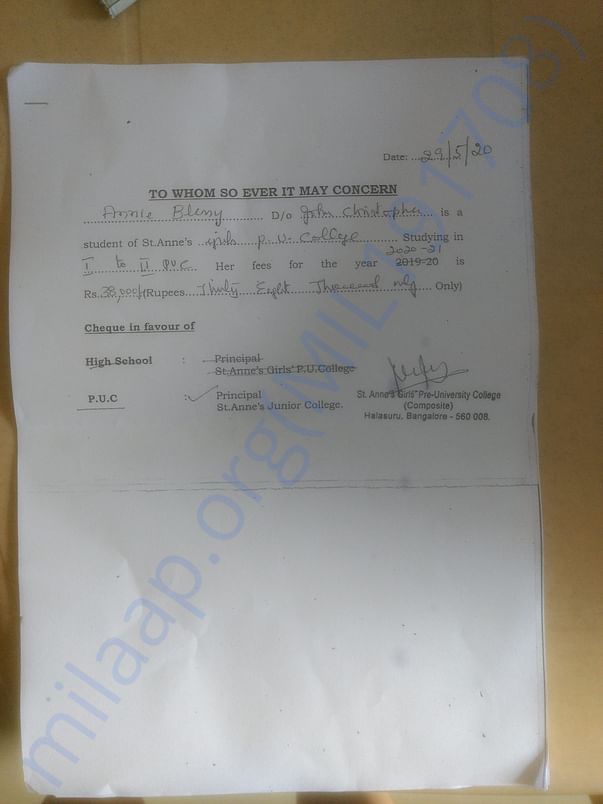 Date: 29/5/20
TO WHOM SO EVER IT MAY CONCERN
Annie Blessy D/o John Christopher is a
student of St.Anne's girls P.U. College Studying in
2020-21
I to II PUC Her fees for the year 2019-20 is
Rs. 38,000/-(Rupees Thirty Eight Thousand only Only)
Cheque in favour of
High School : Principal
St.Anne's Girls' P.U.College
P.U.C : Principal
St.Anne's Junior College.
St. Anne's Girls' Pre-University College
(Composite)
Halasuru, Bangalore - 560 008.
milaap.org(MIL191708)